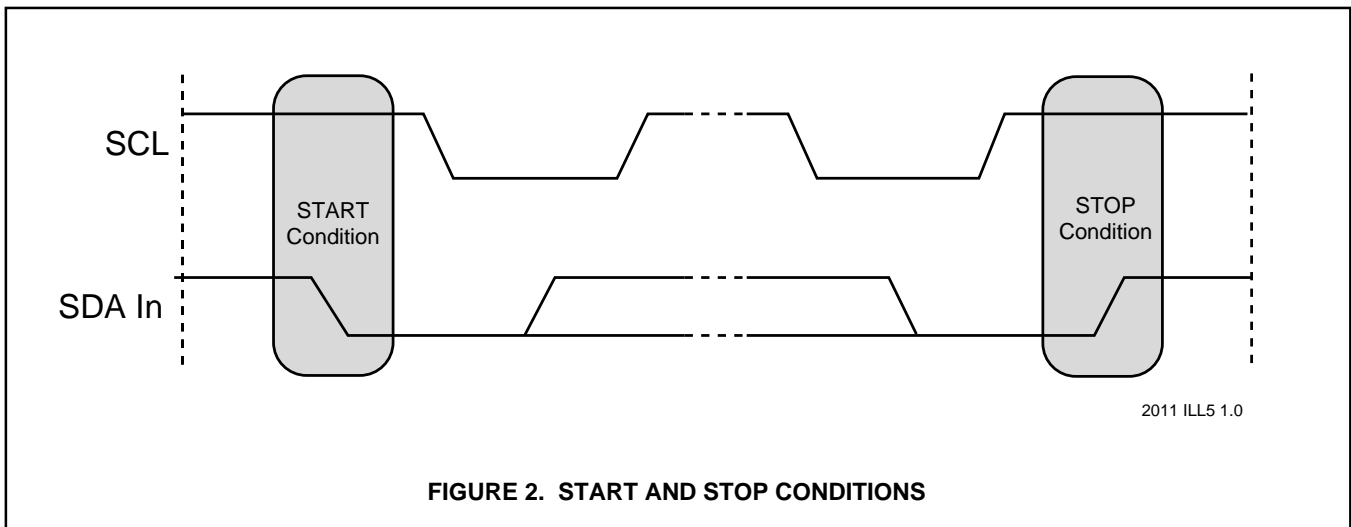 SCL
START
Condition
STOP
Condition
SDA In
2011 ILL5 1.0
FIGURE 2. START AND STOP CONDITIONS